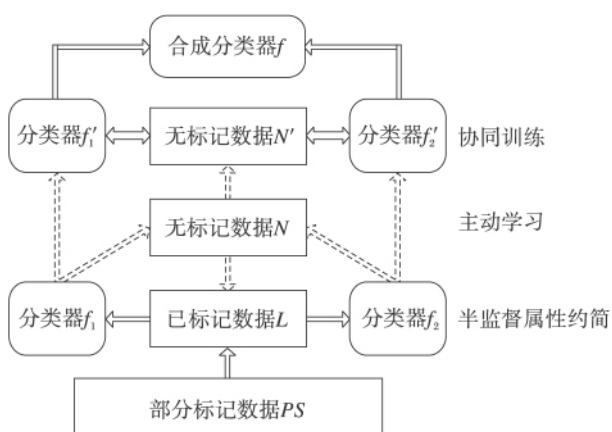 合成分类器f
分类器f₁′
无标记数据N′
分类器f₂′
协同训练
无标记数据N
主动学习
分类器f₁
已标记数据L
分类器f₂
半监督属性约简
部分标记数据PS